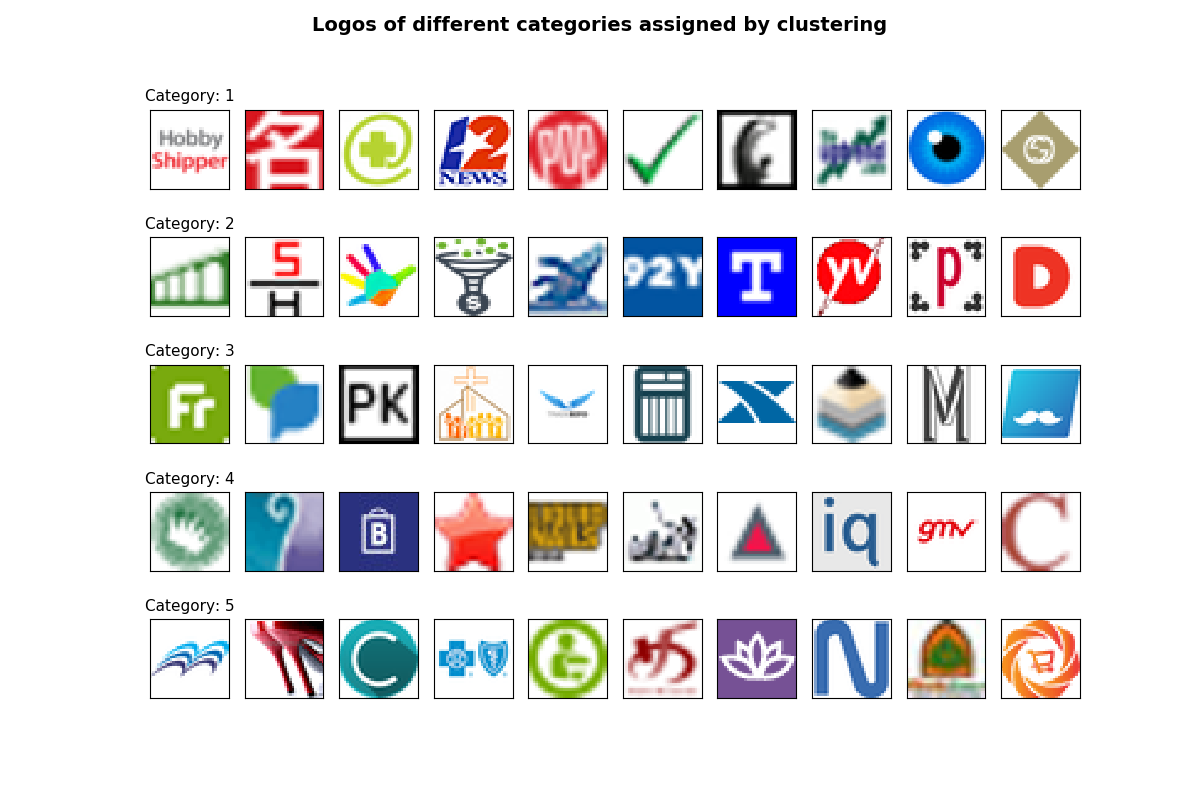 Logos of different categories assigned by clustering
Category: 1
Hobby
Shipper
名
12
NEWS
POP
Category: 2
S
H
$
92Y
T
yv
p
D
Category: 3
Fr
PK
M
Category: 4
B
iq
gmv
C
Category: 5
C
N